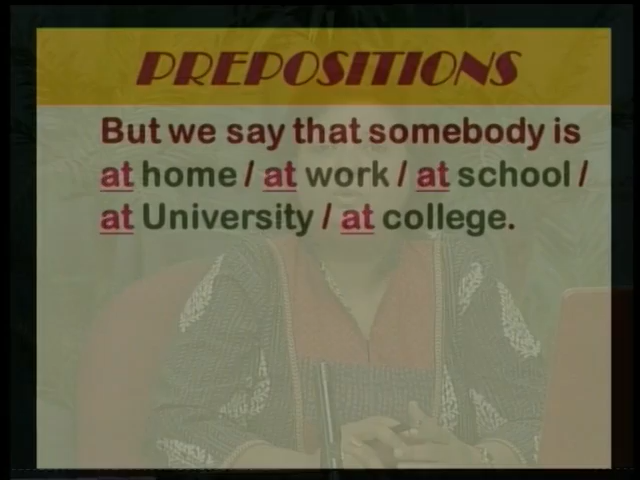 PREPOSITIONS
But we say that somebody is
at home / at work / at school /
at University / at college.